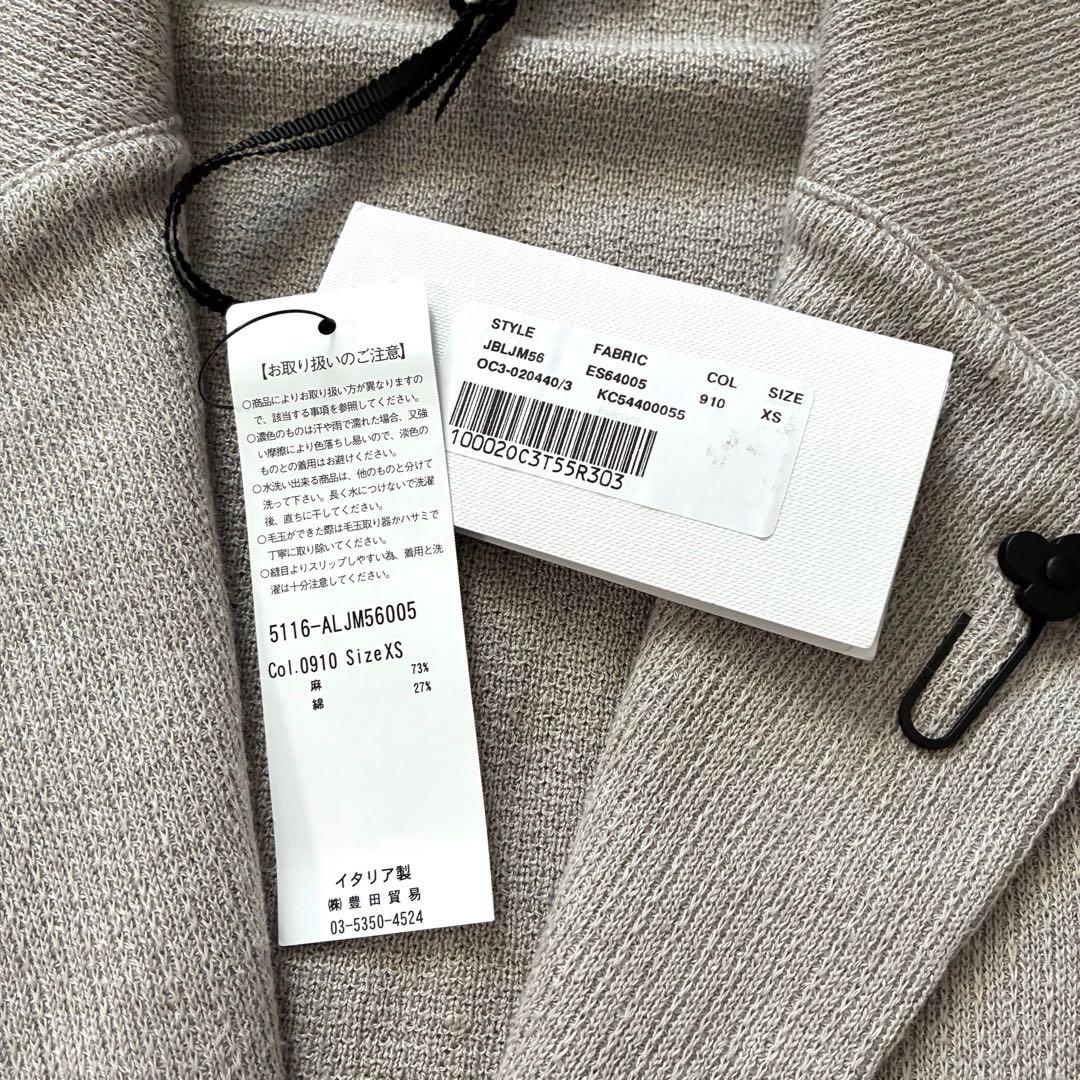 【お取り扱いのご注意】
○商品によりお取り扱い方が異なりますの
で、該当する事項を参照してください。
○濃色のものは汗や雨で濡れた場合、又強
い摩擦により色落ちし易いので、淡色の
ものとの着用はお避けください。
○水洗い出来る商品は、他のものと分けて
洗って下さい。長く水につけないで洗濯
後、直ちに干してください。
○毛玉ができた際は毛玉取り器かハサミで
丁寧に取り除いてください。
○縫目よりスリップしやすい為、着用と洗
濯は十分注意してください。
5116-ALJM56005
Col.0910 SizeXS
麻 73%
綿 27%
イタリア製
㈱豊田貿易
03-5350-4524
STYLE FABRIC COL SIZE
JBLJM56 ES64005 910 XS
OC3-020440/3 KC54400055
100020C3T55R303